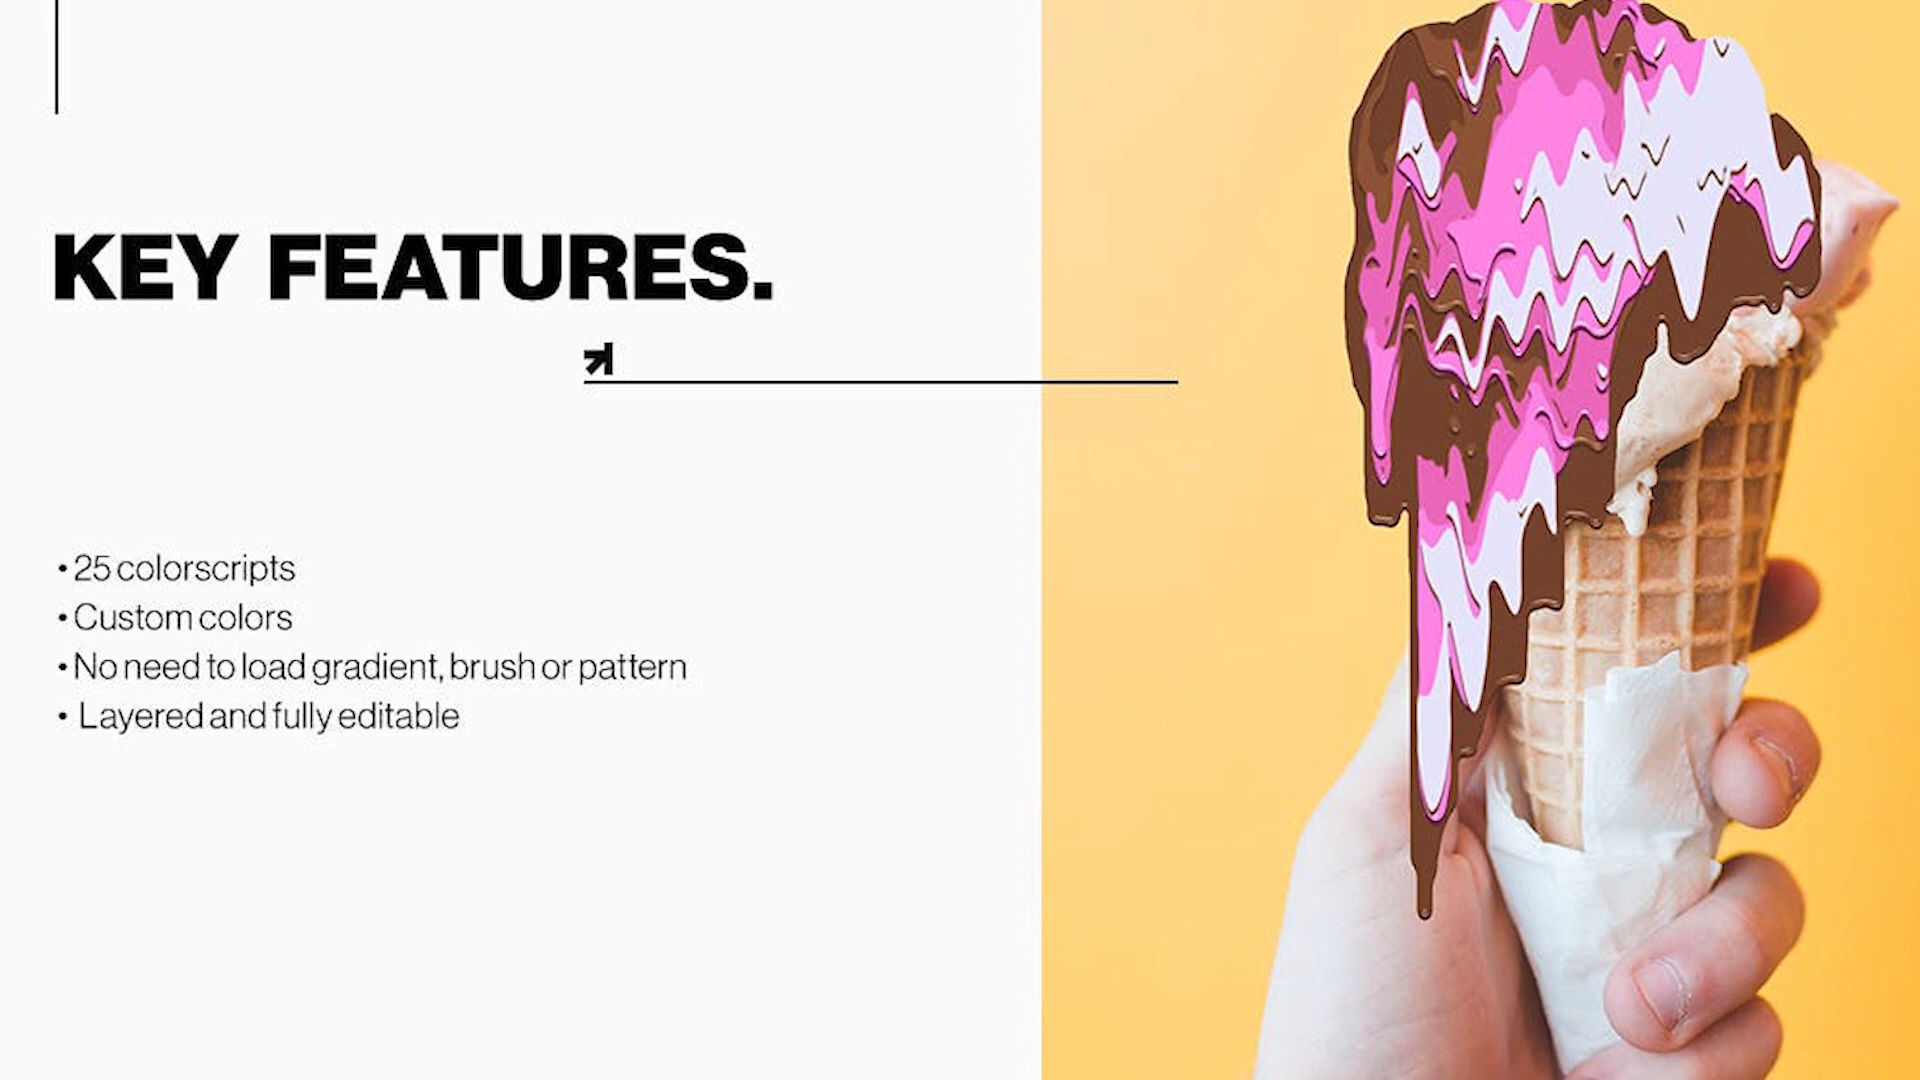 KEY FEATURES.
• 25 colorscripts
• Custom colors
• No need to load gradient, brush or pattern
• Layered and fully editable